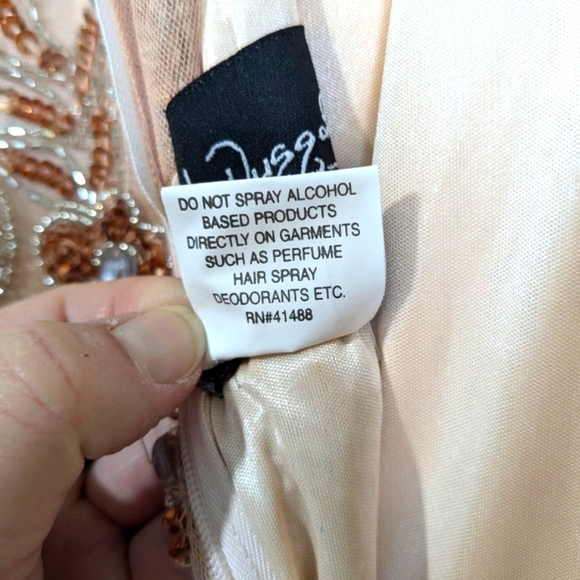 DO NOT SPRAY ALCOHOL
BASED PRODUCTS
DIRECTLY ON GARMENTS
SUCH AS PERFUME
HAIR SPRAY
DEODORANTS ETC.
RN#41488